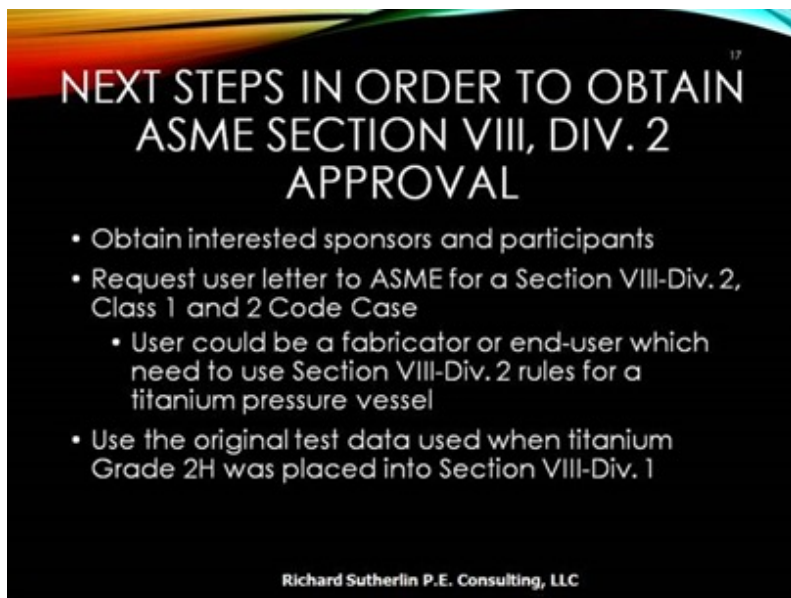 17
NEXT STEPS IN ORDER TO OBTAIN
ASME SECTION VIII, DIV. 2
APPROVAL
• Obtain interested sponsors and participants
• Request user letter to ASME for a Section VIII-Div. 2,
Class 1 and 2 Code Case
• User could be a fabricator or end-user which
need to use Section VIII-Div. 2 rules for a
titanium pressure vessel
• Use the original test data used when titanium
Grade 2H was placed into Section VIII-Div. 1
Richard Sutherlin P.E. Consulting, LLC